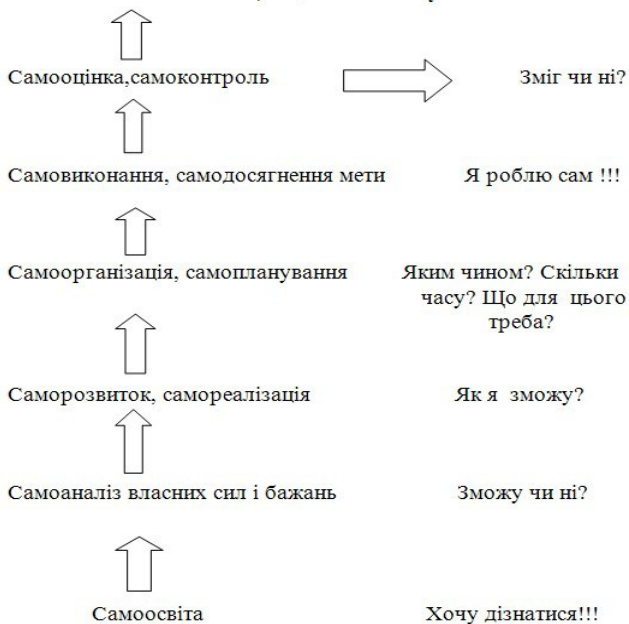 Самооцінка,самоконтроль Зміг чи ні?
Самовиконання, самодосягнення мети Я роблю сам !!!
Самоорганізація, самопланування Яким чином? Скільки
часу? Що для цього
треба?
Саморозвиток, самореалізація Як я зможу?
Самоаналіз власних сил і бажань Зможу чи ні?
Самоосвіта Хочу дізнатися!!!